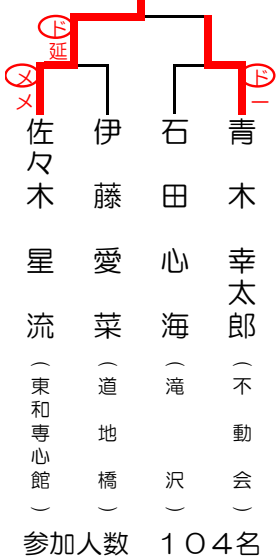 ド
延
メ
メ
ド
一
青木幸太郎(不動会)
石田心海(滝沢)
伊藤愛菜(道地橋)
佐々木星流(東和専心館)
参加人数 104名